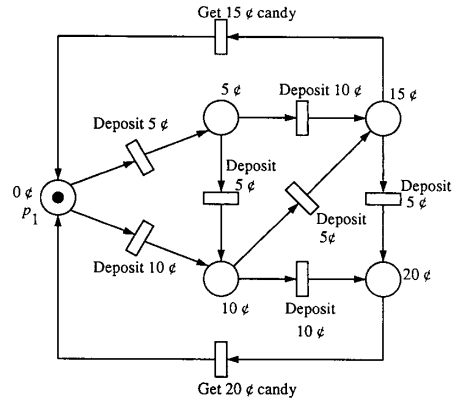 Get 15 ¢ candy
5 ¢
Deposit 10 ¢
15 ¢
Deposit 5 ¢
Deposit
5 ¢
Deposit
5 ¢
0 ¢
p1
Deposit
5¢
Deposit 10 ¢
20 ¢
10 ¢
Deposit
10 ¢
Get 20 ¢ candy